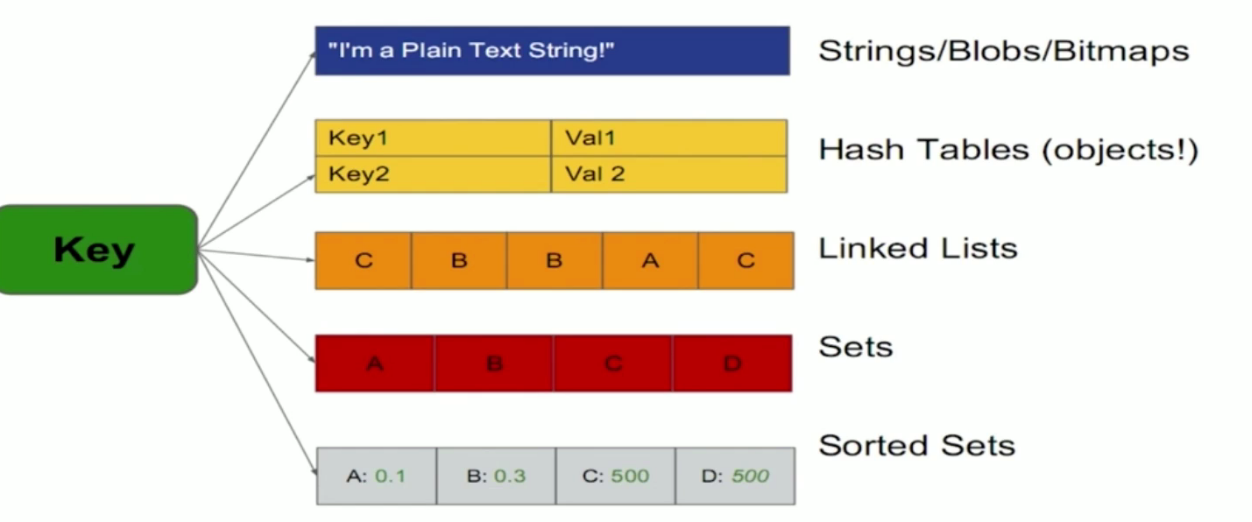 "I'm a Plain Text String!" Strings/Blobs/Bitmaps
Key1 Val1
Hash Tables (objects!)
Key2 Val 2
Key
C B B A C
Linked Lists
A B C D
Sets
A: 0.1 B: 0.3 C: 500 D: 500
Sorted Sets